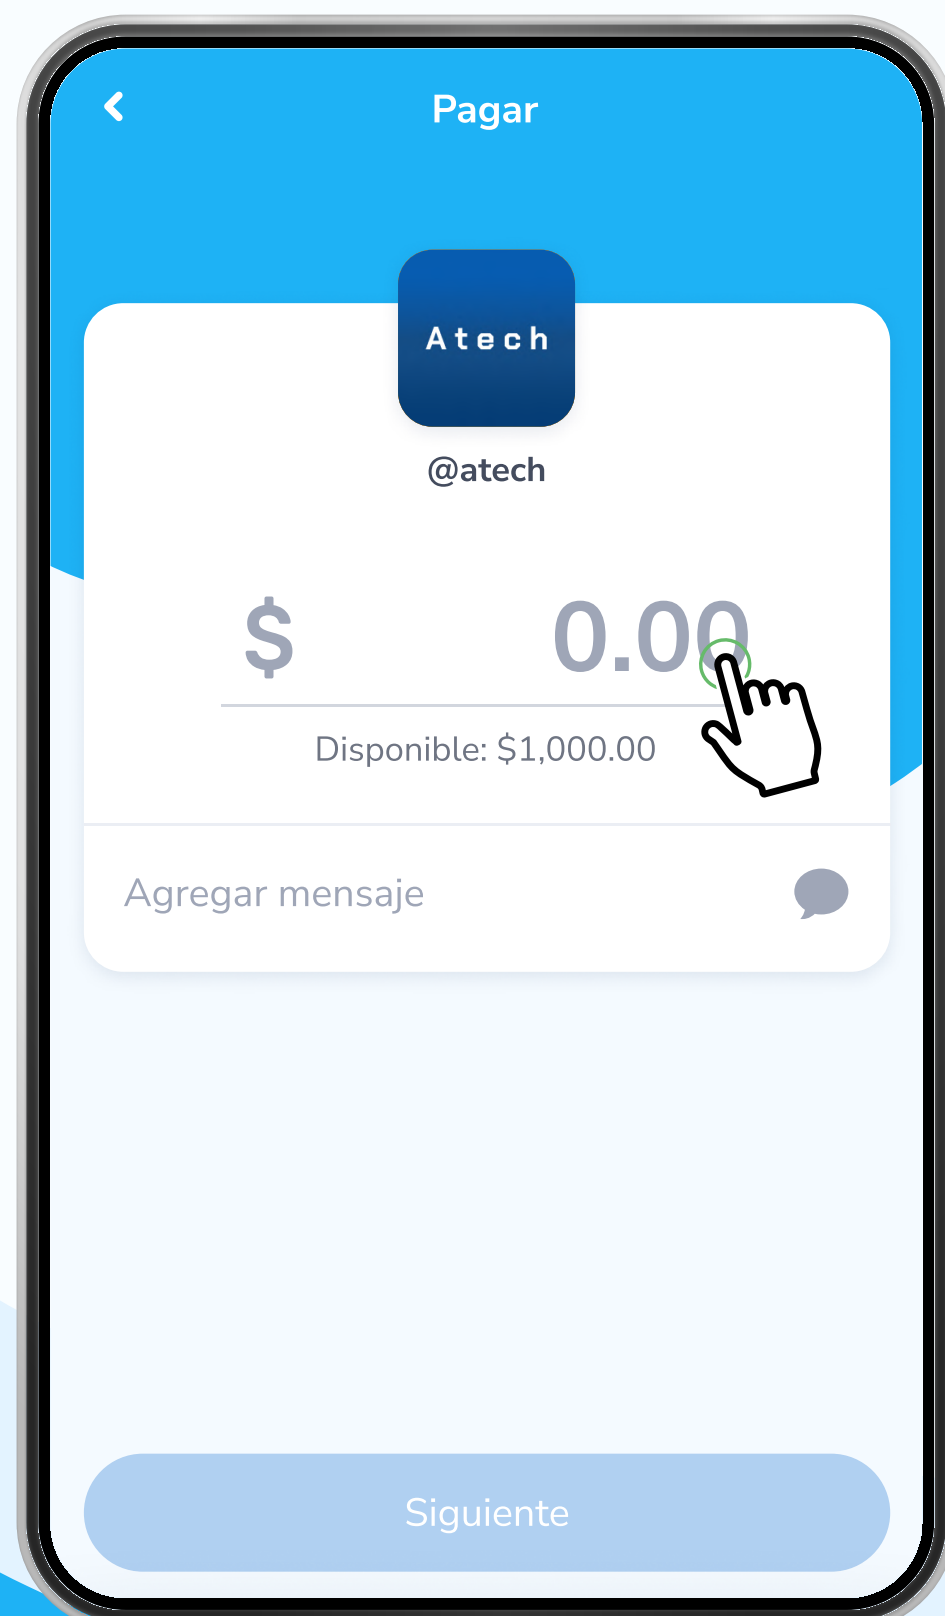 Pagar
Atech
@atech
$ 0.00
Disponible: $1,000.00
Agregar mensaje
Siguiente